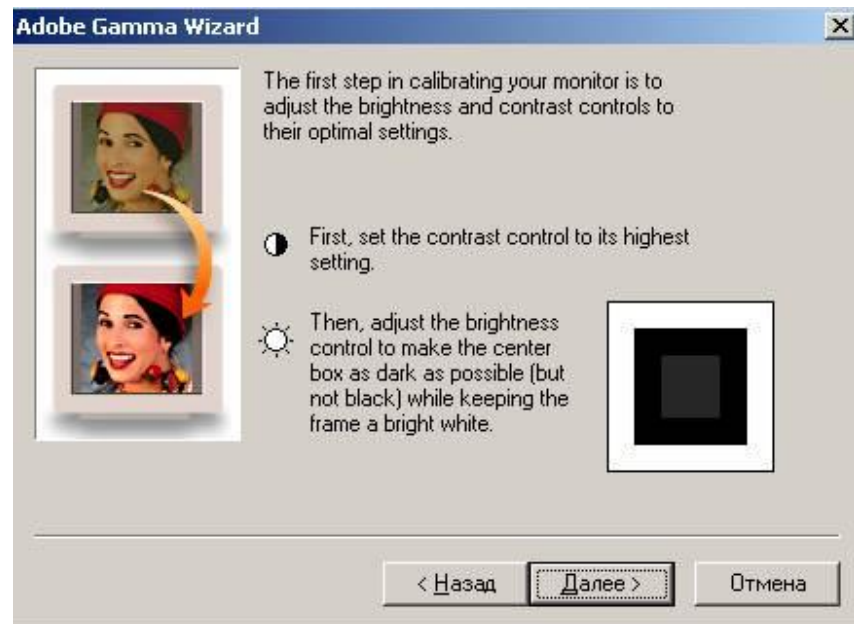 Adobe Gamma Wizard
The first step in calibrating your monitor is to
adjust the brightness and contrast controls to
their optimal settings.
First, set the contrast control to its highest
setting.
Then, adjust the brightness
control to make the center
box as dark as possible (but
not black) while keeping the
frame a bright white.
< Назад
Далее >
Отмена